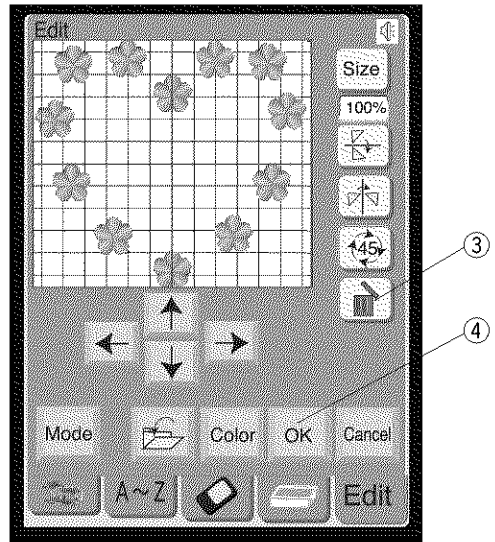 Edit
Size
100%
45
③
④
Mode
Color
OK
Cancel
A~Z
Edit